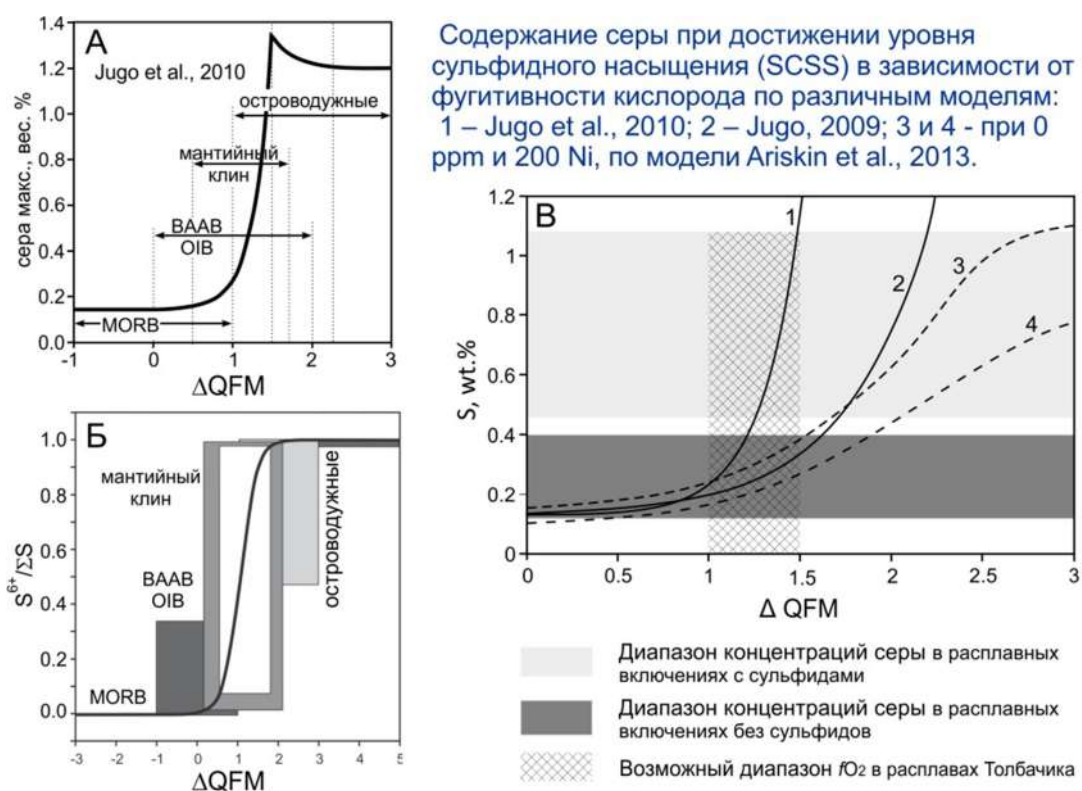 А
Jugo et al., 2010
1.4
1.2
1.0
0.8
0.6
0.4
0.2
0.0
сера макс., вес. %
островодужные
мантийный
клин
BAAB
OIB
MORB
-1
0
1
2
3
ΔQFM
Содержание серы при достижении уровня
сульфидного насыщения (SCSS) в зависимости от
фугитивности кислорода по различным моделям:
1 – Jugo et al., 2010; 2 – Jugo, 2009; 3 и 4 - при 0
ppm и 200 Ni, по модели Ariskin et al., 2013.
Б
1.0
0.8
0.6
0.4
0.2
0.0
S6+/ΣS
мантийный
клин
BAAB
OIB
MORB
островодужные
-3
-2
-1
0
1
2
3
4
5
ΔQFM
В
1.2
1
0.8
0.6
0.4
0.2
0
S, wt.%
1
2
3
4
0
0.5
1
1.5
2
2.5
3
Δ QFM
Диапазон концентраций серы в расплавных
включениях с сульфидами
Диапазон концентраций серы в расплавных
включениях без сульфидов
Возможный диапазон fO2 в расплавах Толбачика